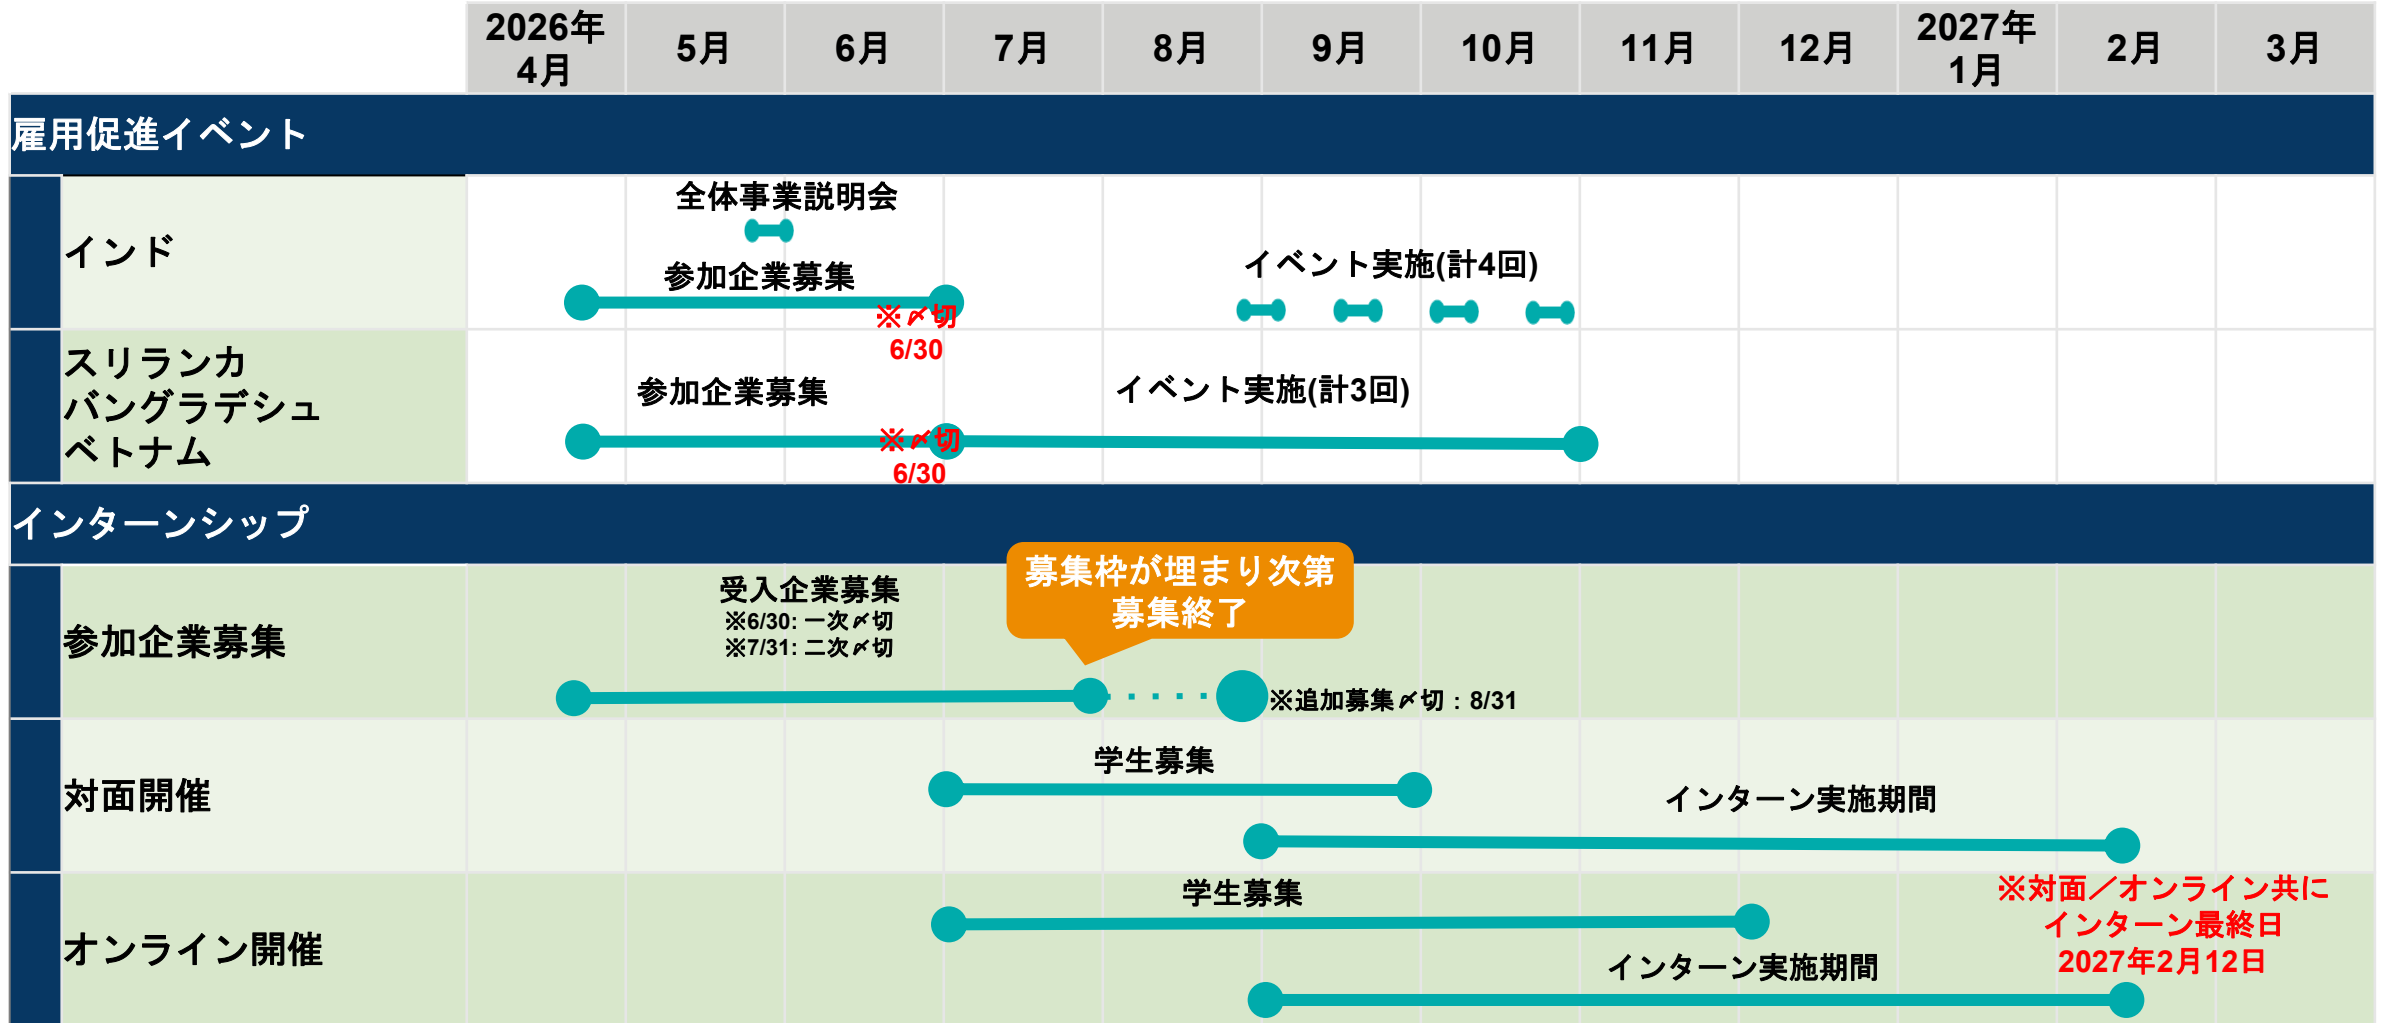 2026年
4月
5月
6月
7月
8月
9月
10月
11月
12月
2027年
1月
2月
3月
雇用促進イベント
インド
全体事業説明会
参加企業募集
※〆切
6/30
イベント実施(計4回)
スリランカ
バングラデシュ
ベトナム
参加企業募集
※〆切
6/30
イベント実施(計3回)
インターンシップ
参加企業募集
受入企業募集
※6/30: 一次〆切
※7/31: 二次〆切
募集枠が埋まり次第
募集終了
※追加募集〆切：8/31
対面開催
学生募集
インターン実施期間
オンライン開催
学生募集
インターン実施期間
※対面／オンライン共に
インターン最終日
2027年2月12日